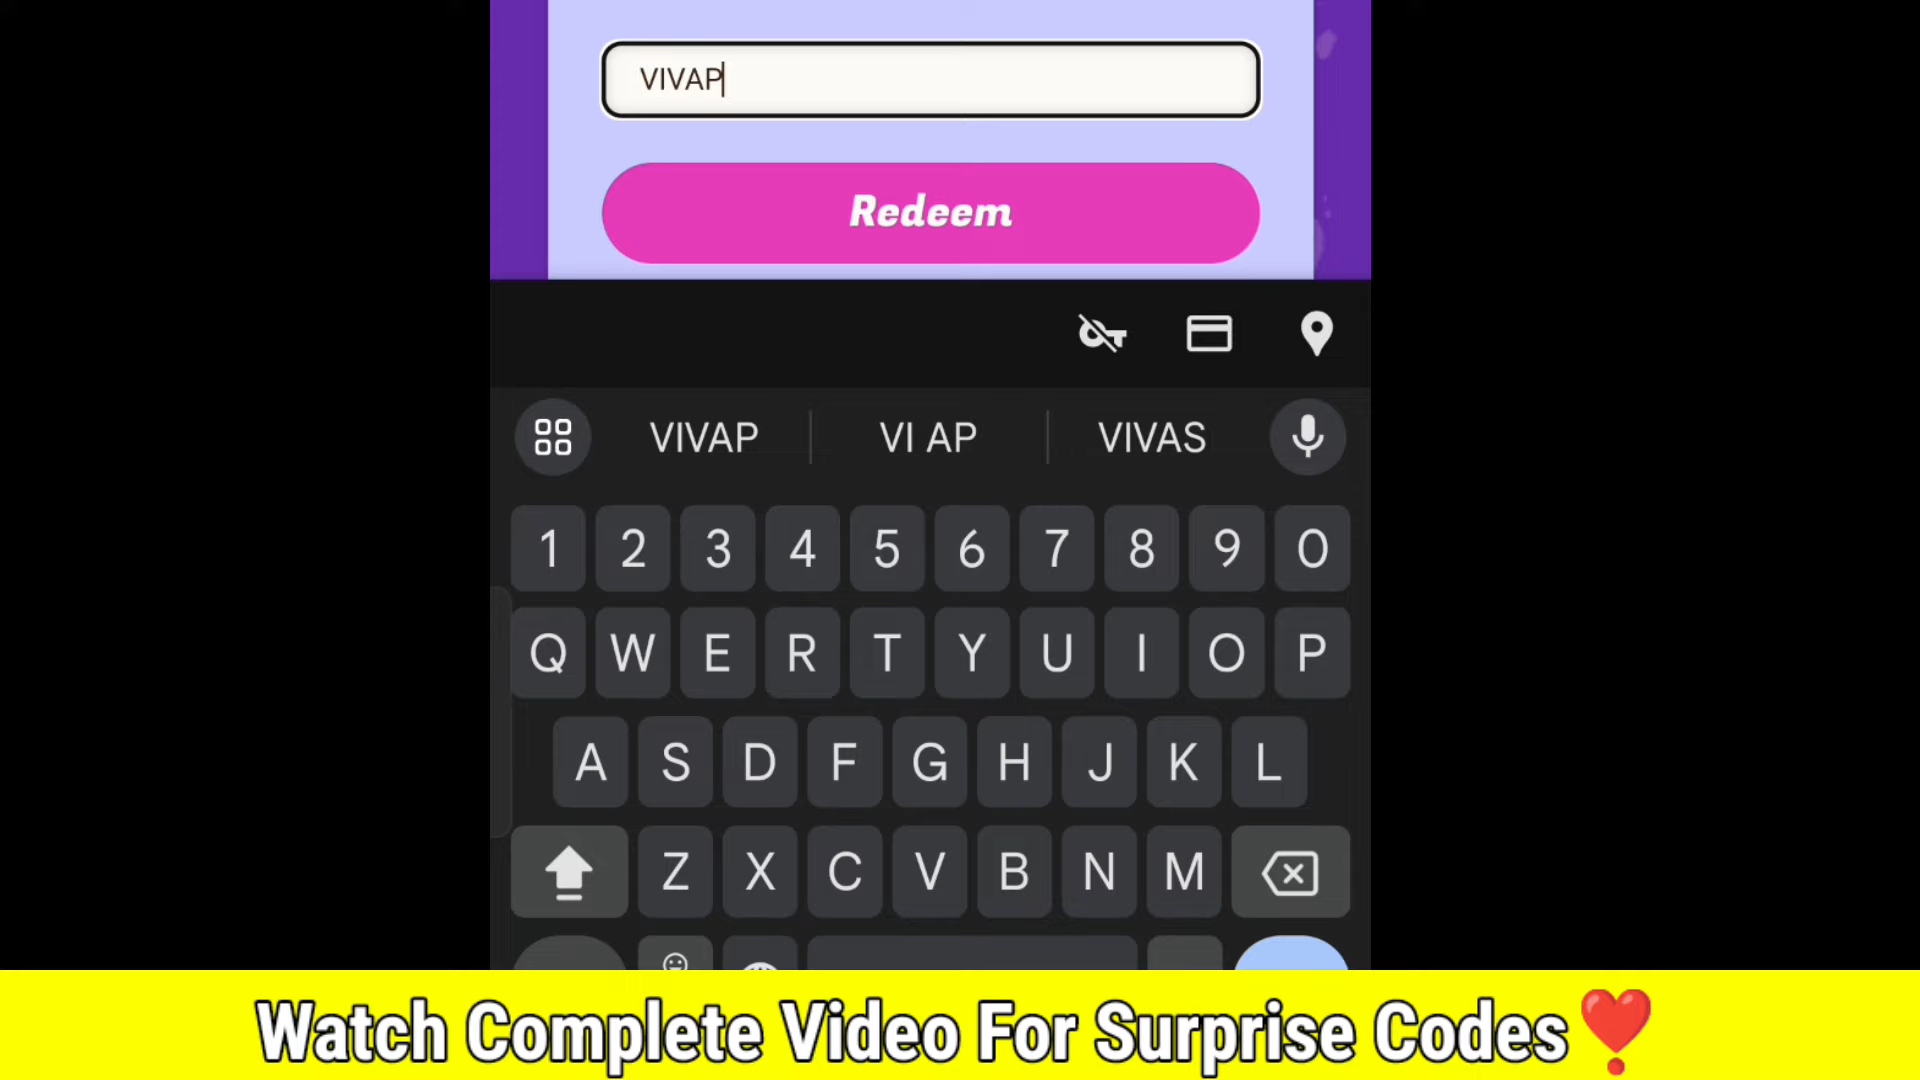 VIVAP
Redeem
VIVAP VI AP VIVAS
1 2 3 4 5 6 7 8 9 0
Q W E R T Y U I O P
A S D F G H J K L
Z X C V B N M
Watch Complete Video For Surprise Codes❣️